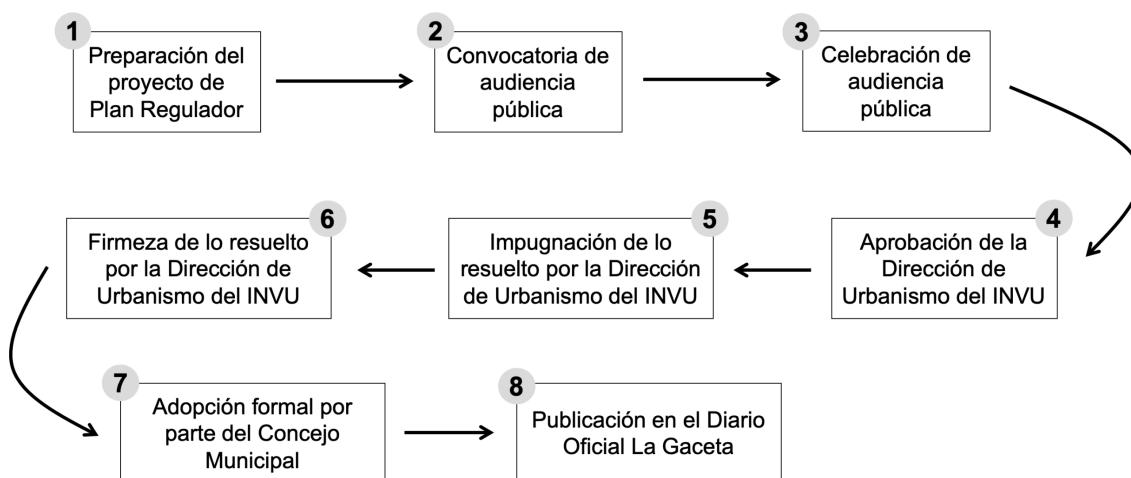 1
Preparación del
proyecto de
Plan Regulador
2
Convocatoria de
audiencia
pública
3
Celebración de
audiencia
pública
4
Aprobación de la
Dirección de
Urbanismo del INVU
5
Impugnación de lo
resuelto por la Dirección
de Urbanismo del INVU
6
Firmeza de lo resuelto
por la Dirección de
Urbanismo del INVU
7
Adopción formal por
parte del Concejo
Municipal
8
Publicación en el Diario
Oficial La Gaceta